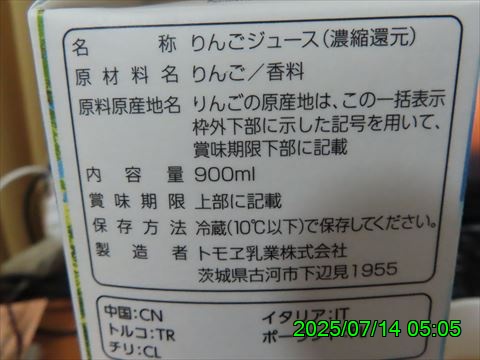 名称 りんごジュース(濃縮還元)
原材料名 りんご/香料
原料原産地名 りんごの原産地は、この一括表示
枠外下部に示した記号を用いて、
賞味期限下部に記載
内容量 900ml
賞味期限 上部に記載
保存方法 冷蔵(10℃以下)で保存してください。
製造者 トモヱ乳業株式会社
茨城県古河市下辺見1955
中国:CN イタリア:IT
トルコ:TR
チリ:CL
2025/07/14 05:05